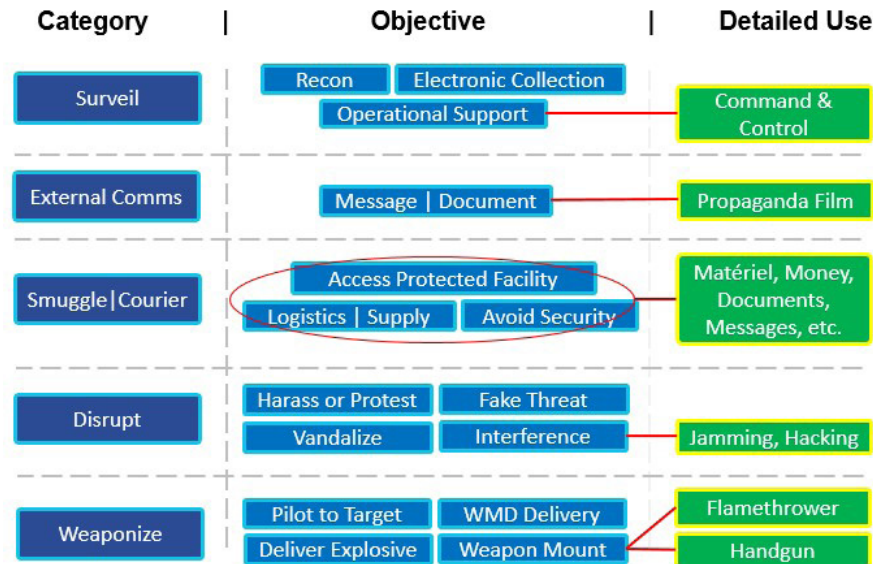 Category | Objective | Detailed Use
Surveil
Recon
Electronic Collection
Operational Support
Command &
Control
External Comms
Message | Document
Propaganda Film
Smuggle|Courier
Access Protected Facility
Logistics | Supply
Avoid Security
Matériel, Money,
Documents,
Messages, etc.
Disrupt
Harass or Protest
Fake Threat
Vandalize
Interference
Jamming, Hacking
Weaponize
Pilot to Target
WMD Delivery
Deliver Explosive
Weapon Mount
Flamethrower
Handgun